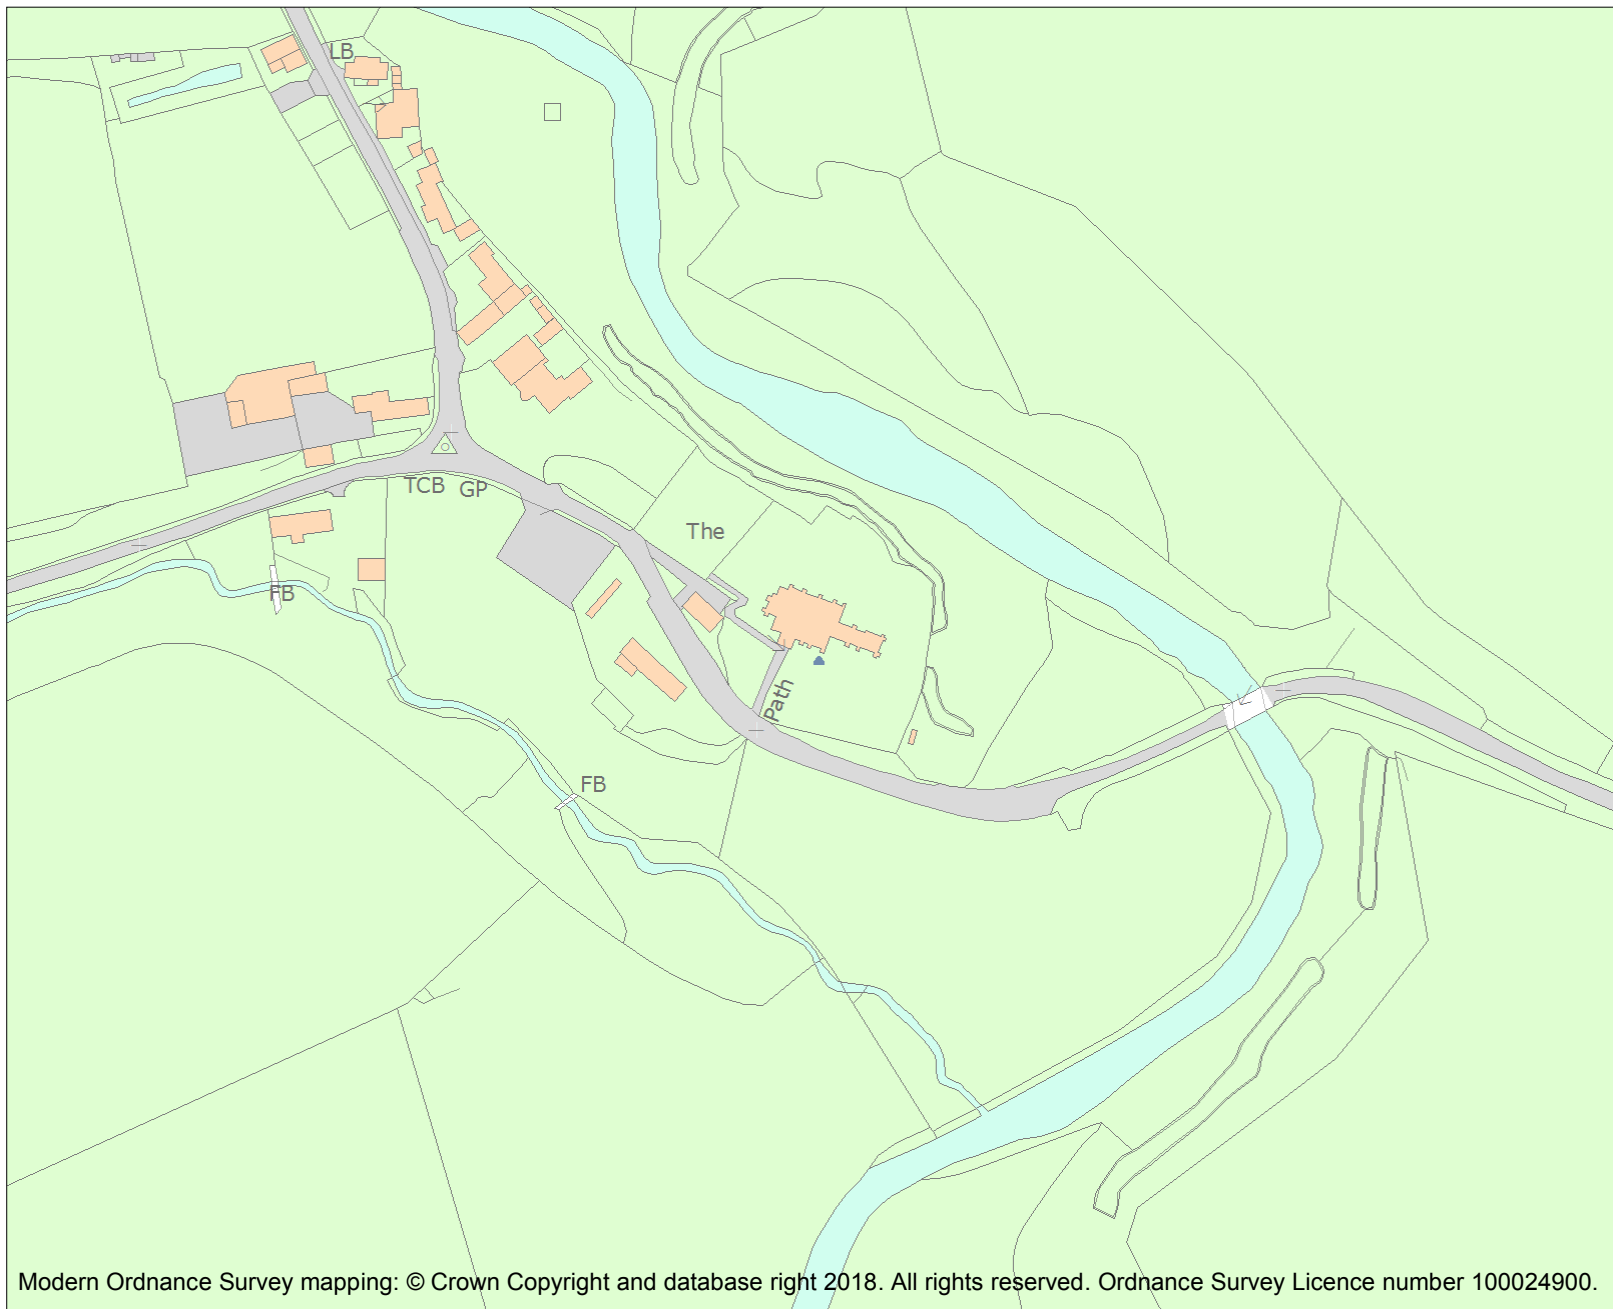 LB
TCB GP
The
FB
Path
FB
Modern Ordnance Survey mapping: © Crown Copyright and database right 2018. All rights reserved. Ordnance Survey Licence number 100024900.